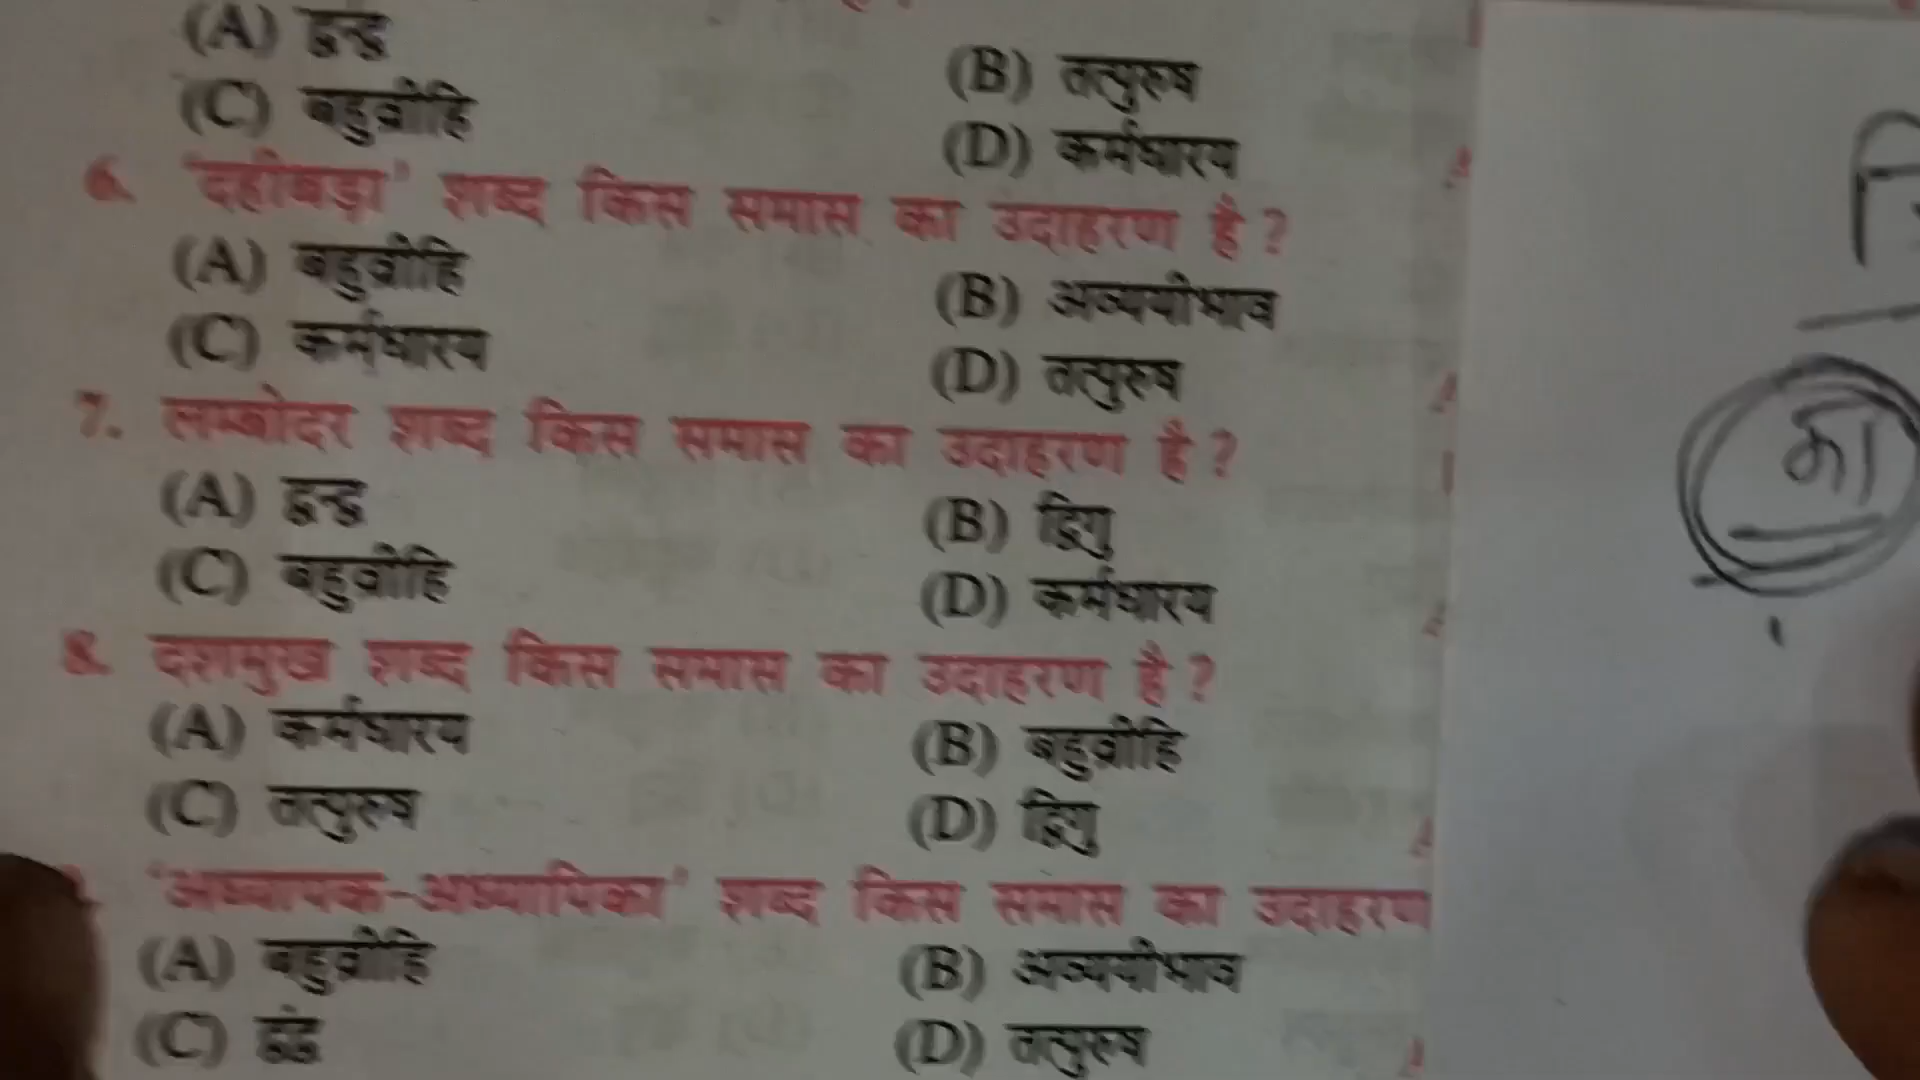 (A) द्वन्द्व
(B) तत्पुरुष
(C) बहुव्रीहि
(D) कर्मधारय
6. 'दहीबड़ा' शब्द किस समास का उदाहरण है ?
(A) बहुव्रीहि
(B) अव्ययीभाव
(C) कर्मधारय
(D) तत्पुरुष
7. लम्बोदर शब्द किस समास का उदाहरण है ?
(A) द्वन्द्व
(B) द्विगु
(C) बहुव्रीहि
(D) कर्मधारय
8. दशमुख शब्द किस समास का उदाहरण है ?
(A) कर्मधारय
(B) बहुव्रीहि
(C) तत्पुरुष
(D) द्विगु
'अध्यापक-अध्यापिका' शब्द किस समास का उदाहरण
(A) बहुव्रीहि
(B) अव्ययीभाव
(C) द्वंद्व
(D) तत्पुरुष